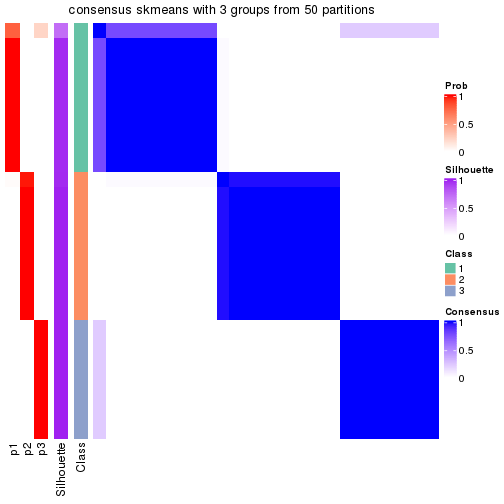 consensus skmeans with 3 groups from 50 partitions
Prob
1
0.5
0
Silhouette
1
0.5
0
Class
1
2
3
Consensus
1
0.5
0
p1
p2
p3
Silhouette
Class